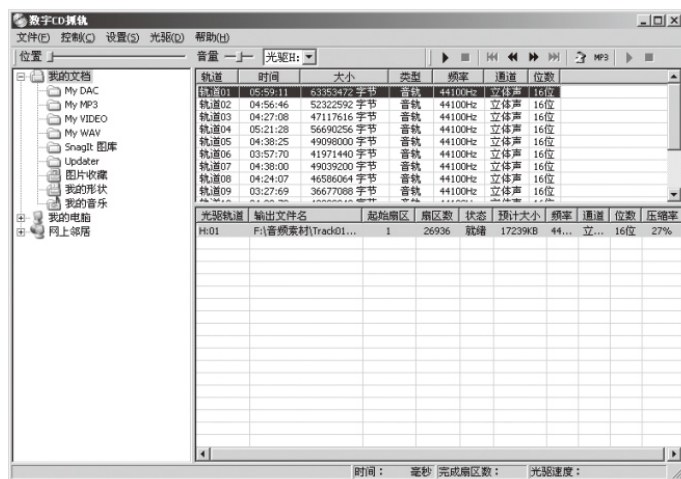 数字CD抓轨
文件(F) 控制(C) 设置(S) 光驱(D) 帮助(H)
位置 音量 光驱H: MP3
我的文档
My DAC
My MP3
My VIDEO
My WAV
SnagIt 图库
Updater
图片收藏
我的形状
我的音乐
我的电脑
网上邻居
轨道 时间 大小 类型 频率 通道 位数
轨道01 05:59:11 63353472 字节 音轨 44100Hz 立体声 16位
轨道02 04:56:46 52322592 字节 音轨 44100Hz 立体声 16位
轨道03 04:27:08 47117616 字节 音轨 44100Hz 立体声 16位
轨道04 05:21:28 56690256 字节 音轨 44100Hz 立体声 16位
轨道05 04:38:25 49098000 字节 音轨 44100Hz 立体声 16位
轨道06 03:57:70 41971440 字节 音轨 44100Hz 立体声 16位
轨道07 04:38:00 49039200 字节 音轨 44100Hz 立体声 16位
轨道08 04:24:07 46586064 字节 音轨 44100Hz 立体声 16位
轨道09 03:27:69 36677088 字节 音轨 44100Hz 立体声 16位
光驱轨道 输出文件名 起始扇区 扇区数 状态 预计大小 频率 通道 位数 压缩率
H:01 F:\音频素材\Track01... 1 26936 就绪 17239KB 44... 立... 16位 27%
时间： 毫秒 完成扇区数： 光驱速度：